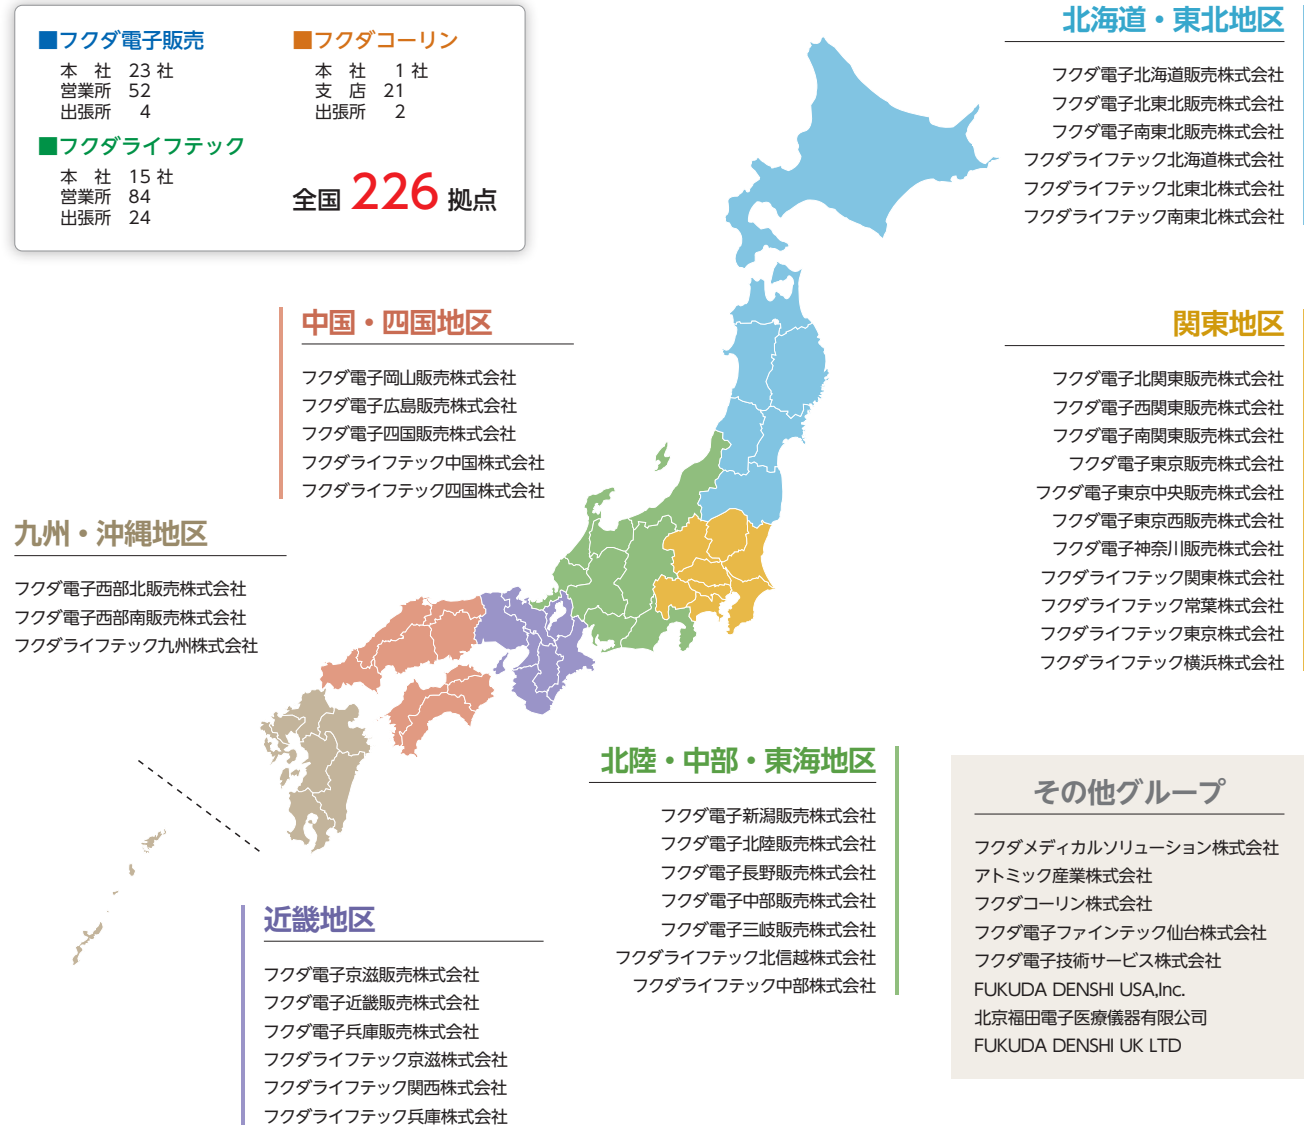 ■フクダ電子販売
本 社 23 社
営業所 52
出張所 4
■フクダライフテック
本 社 15 社
営業所 84
出張所 24
■フクダコーリン
本 社 1 社
支 店 21
出張所 2
全国 226 拠点
北海道・東北地区
フクダ電子北海道販売株式会社
フクダ電子北東北販売株式会社
フクダ電子南東北販売株式会社
フクダライフテック北海道株式会社
フクダライフテック北東北株式会社
フクダライフテック南東北株式会社
中国・四国地区
フクダ電子岡山販売株式会社
フクダ電子広島販売株式会社
フクダ電子四国販売株式会社
フクダライフテック中国株式会社
フクダライフテック四国株式会社
関東地区
フクダ電子北関東販売株式会社
フクダ電子西関東販売株式会社
フクダ電子南関東販売株式会社
フクダ電子東京販売株式会社
フクダ電子東京中央販売株式会社
フクダ電子東京西販売株式会社
フクダ電子神奈川販売株式会社
フクダライフテック関東株式会社
フクダライフテック常葉株式会社
フクダライフテック東京株式会社
フクダライフテック横浜株式会社
九州・沖縄地区
フクダ電子西部北販売株式会社
フクダ電子西部南販売株式会社
フクダライフテック九州株式会社
北陸・中部・東海地区
フクダ電子新潟販売株式会社
フクダ電子北陸販売株式会社
フクダ電子長野販売株式会社
フクダ電子中部販売株式会社
フクダ電子三岐販売株式会社
フクダライフテック北信越株式会社
フクダライフテック中部株式会社
近畿地区
フクダ電子京滋販売株式会社
フクダ電子近畿販売株式会社
フクダ電子兵庫販売株式会社
フクダライフテック京滋株式会社
フクダライフテック関西株式会社
フクダライフテック兵庫株式会社
その他グループ
フクダメディカルソリューション株式会社
アトミック産業株式会社
フクダコーリン株式会社
フクダ電子ファインテック仙台株式会社
フクダ電子技術サービス株式会社
FUKUDA DENSHI USA,Inc.
北京福田電子医療儀器有限公司
FUKUDA DENSHI UK LTD